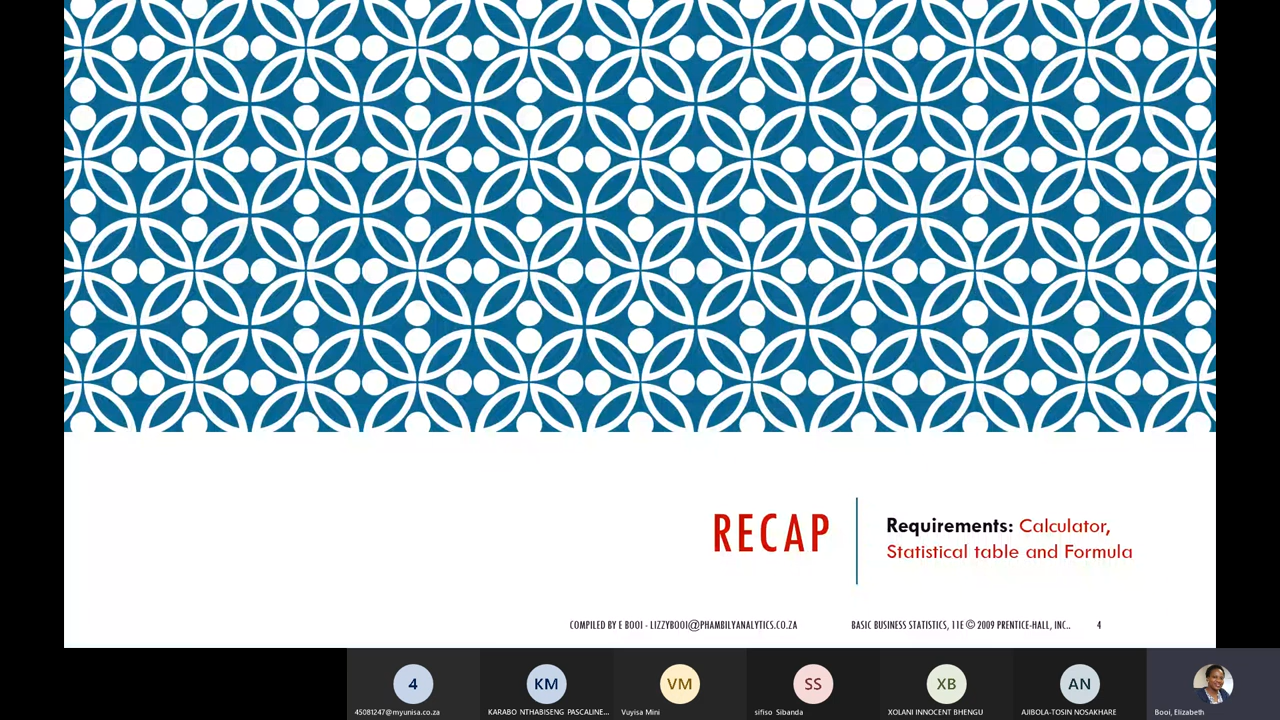 RECAP
Requirements: Calculator,
Statistical table and Formula
COMPILED BY E BOOI - LIZZYBOOI@PHAMBILYANALYTICS.CO.ZA
BASIC BUSINESS STATISTICS, 11E © 2009 PRENTICE-HALL, INC..
4
4
KM
VM
SS
XB
AN
45081247@myunisa.co.za
KARABO NTHABISENG PASCALINE...
Vuyisa Mini
sifiso Sibanda
XOLANI INNOCENT BHENGU
AJIBOLA-TOSIN NOSAKHARE
Booi, Elizabeth